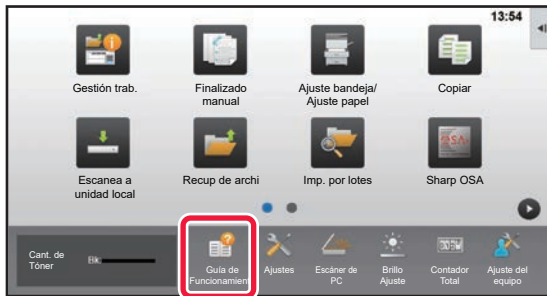 13:54
Gestión trab.
Finalizado
manual
Ajuste bandeja/
Ajuste papel
Copiar
Escanea a
unidad local
Recup de archi
Imp. por lotes
Sharp OSA
Cant. de
Tóner
Bk:
Guía de
Funcionamien
Ajustes
Escáner de
PC
Brillo
Ajuste
Contador
Total
Ajuste del
equipo